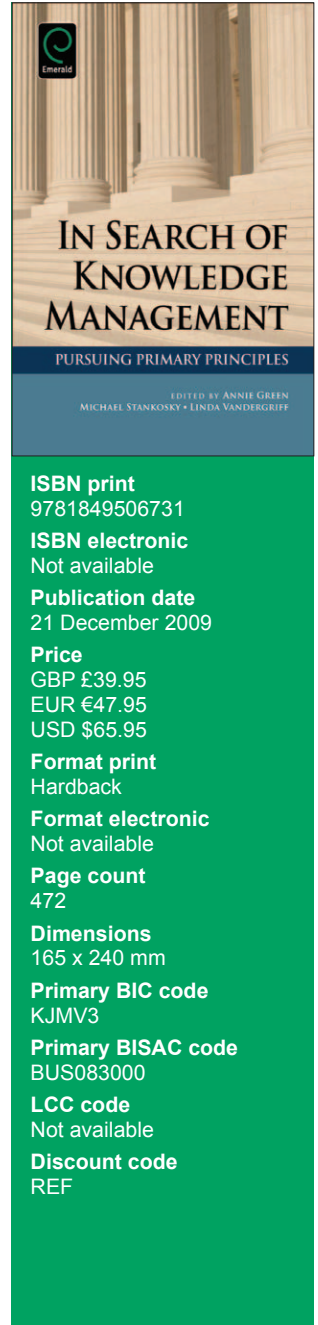 Emerald
IN SEARCH OF
KNOWLEDGE
MANAGEMENT
PURSUING PRIMARY PRINCIPLES
EDITED BY ANNIE GREEN
MICHAEL STANKOSKY • LINDA VANDERGRIFF
ISBN print
9781849506731
ISBN electronic
Not available
Publication date
21 December 2009
Price
GBP £39.95
EUR €47.95
USD $65.95
Format print
Hardback
Format electronic
Not available
Page count
472
Dimensions
165 x 240 mm
Primary BIC code
KJMV3
Primary BISAC code
BUS083000
LCC code
Not available
Discount code
REF